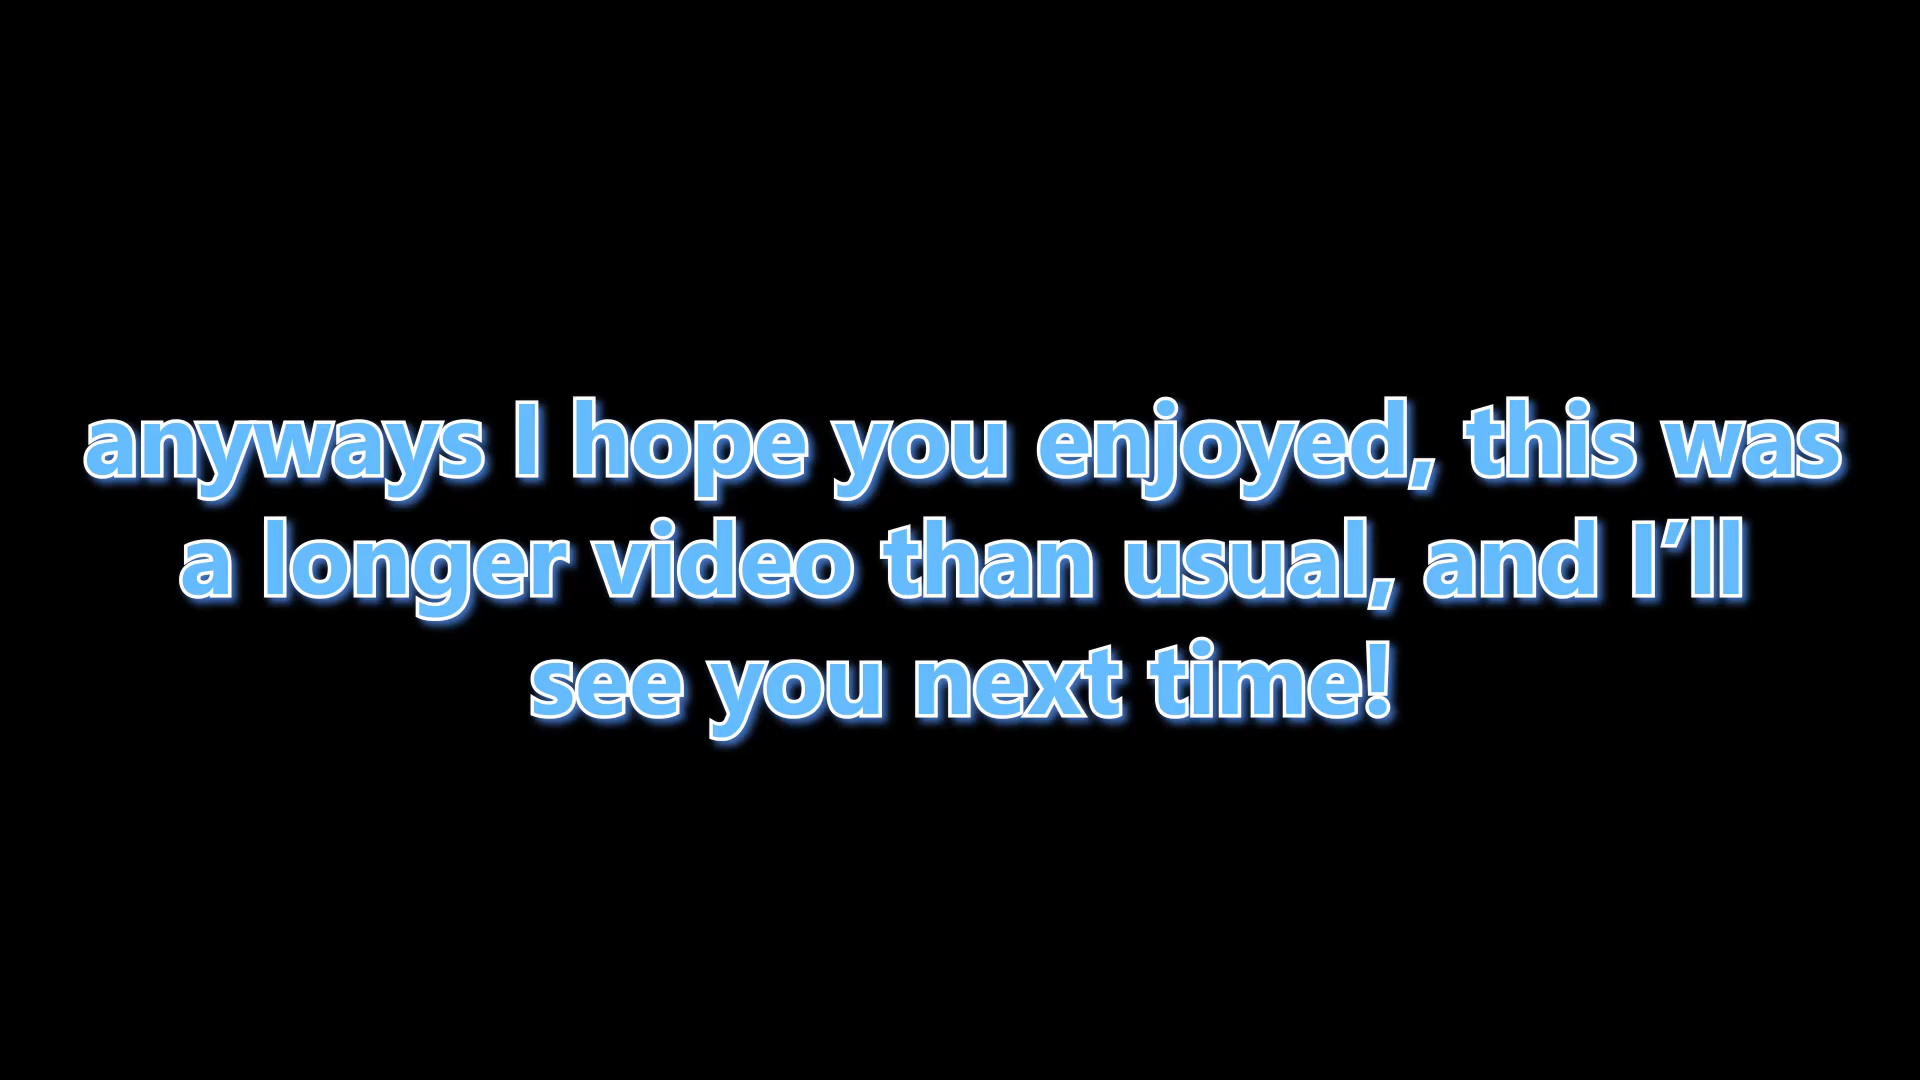 anyways I hope you enjoyed, this was
a longer video than usual, and I’ll
see you next time!